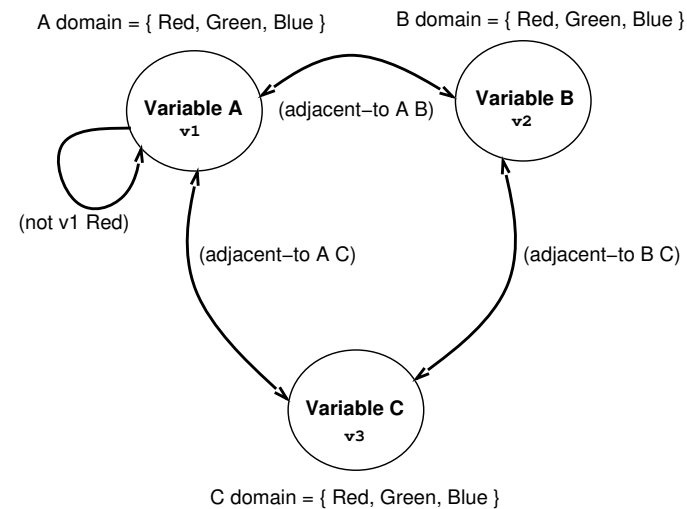 A domain = { Red, Green, Blue }
B domain = { Red, Green, Blue }
Variable A
v1
(adjacent−to A B)
Variable B
v2
(not v1 Red)
(adjacent−to A C)
(adjacent−to B C)
Variable C
v3
C domain = { Red, Green, Blue }